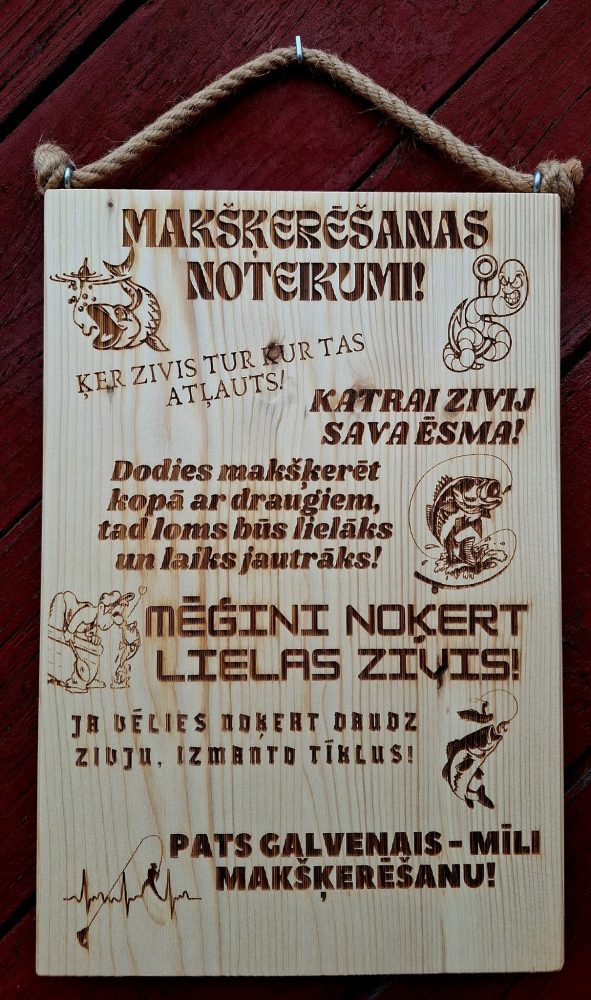 MAKŠĶERĒŠANAS
NOTEIKUMI!
ĶER ZIVIS TUR KUR TAS
ATĻAUTS!
KATRAI ZIVIJ
SAVA ĒSMA!
Dodies makšķerēt
kopā ar draugiem,
tad loms būs lielāks
un laiks jautrāks!
MĒĢINI NOĶERT
LIELAS ZIVIS!
JA VĒLIES NOĶERT DAUDZ
ZIVJU, IZMANTO TĪKLUS!
PATS GALVENAIS - MĪLI
MAKŠĶERĒŠANU!